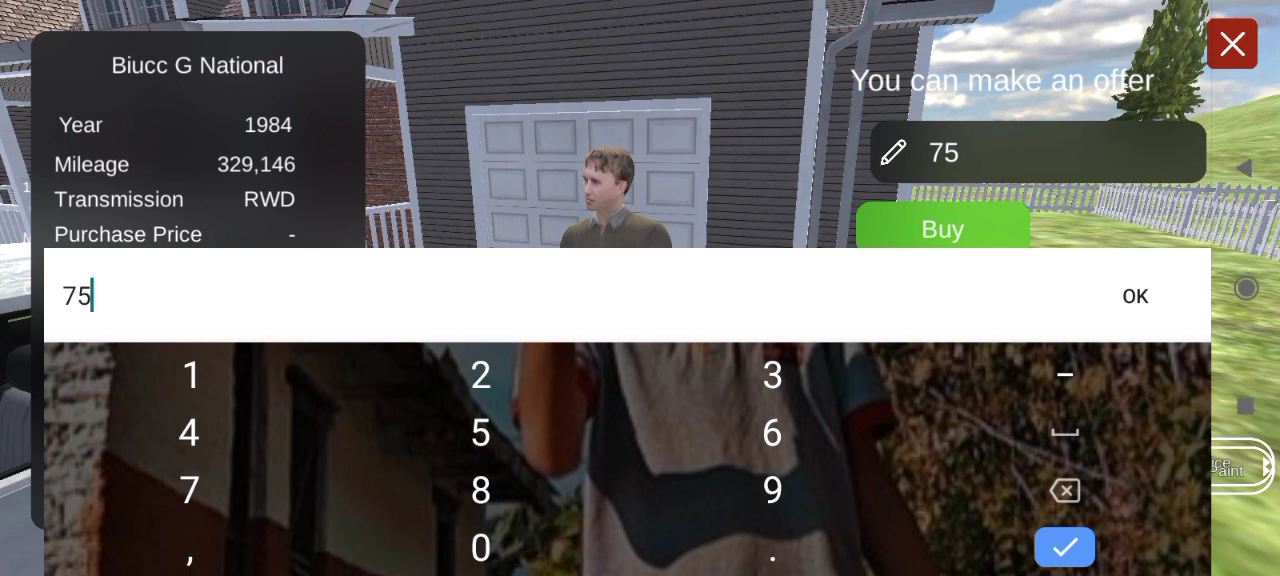 Biucc G National
Year 1984
Mileage 329,146
Transmission RWD
Purchase Price -
You can make an offer
75
Buy
75
OK
1 2 3 -
4 5 6
7 8 9
, 0 .
aint